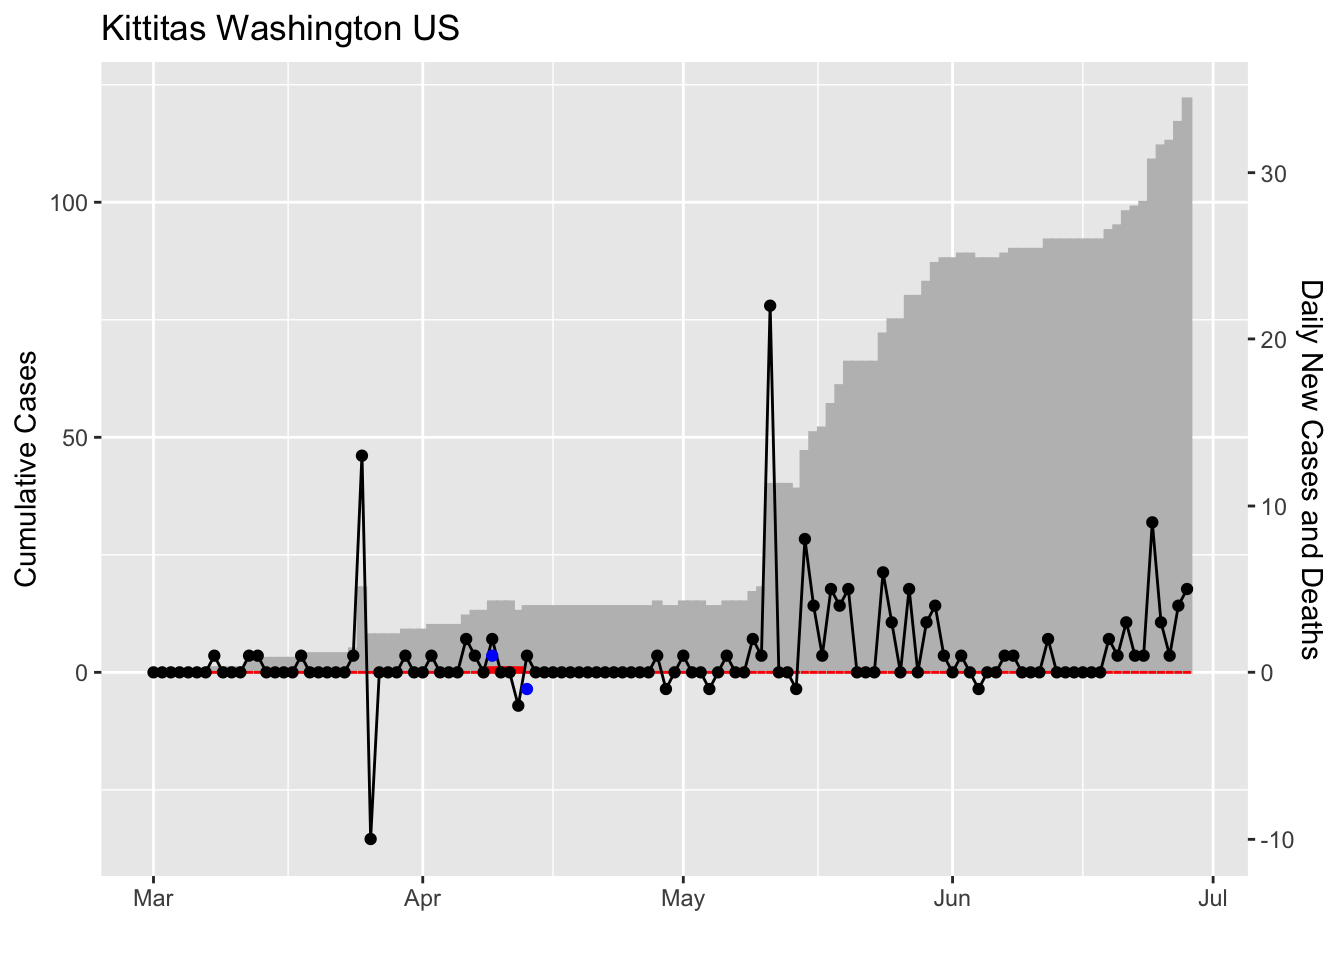 Kittitas Washington US
Cumulative Cases
100
50
0
30
20
10
0
-10
Daily New Cases and Deaths
Mar
Apr
May
Jun
Jul